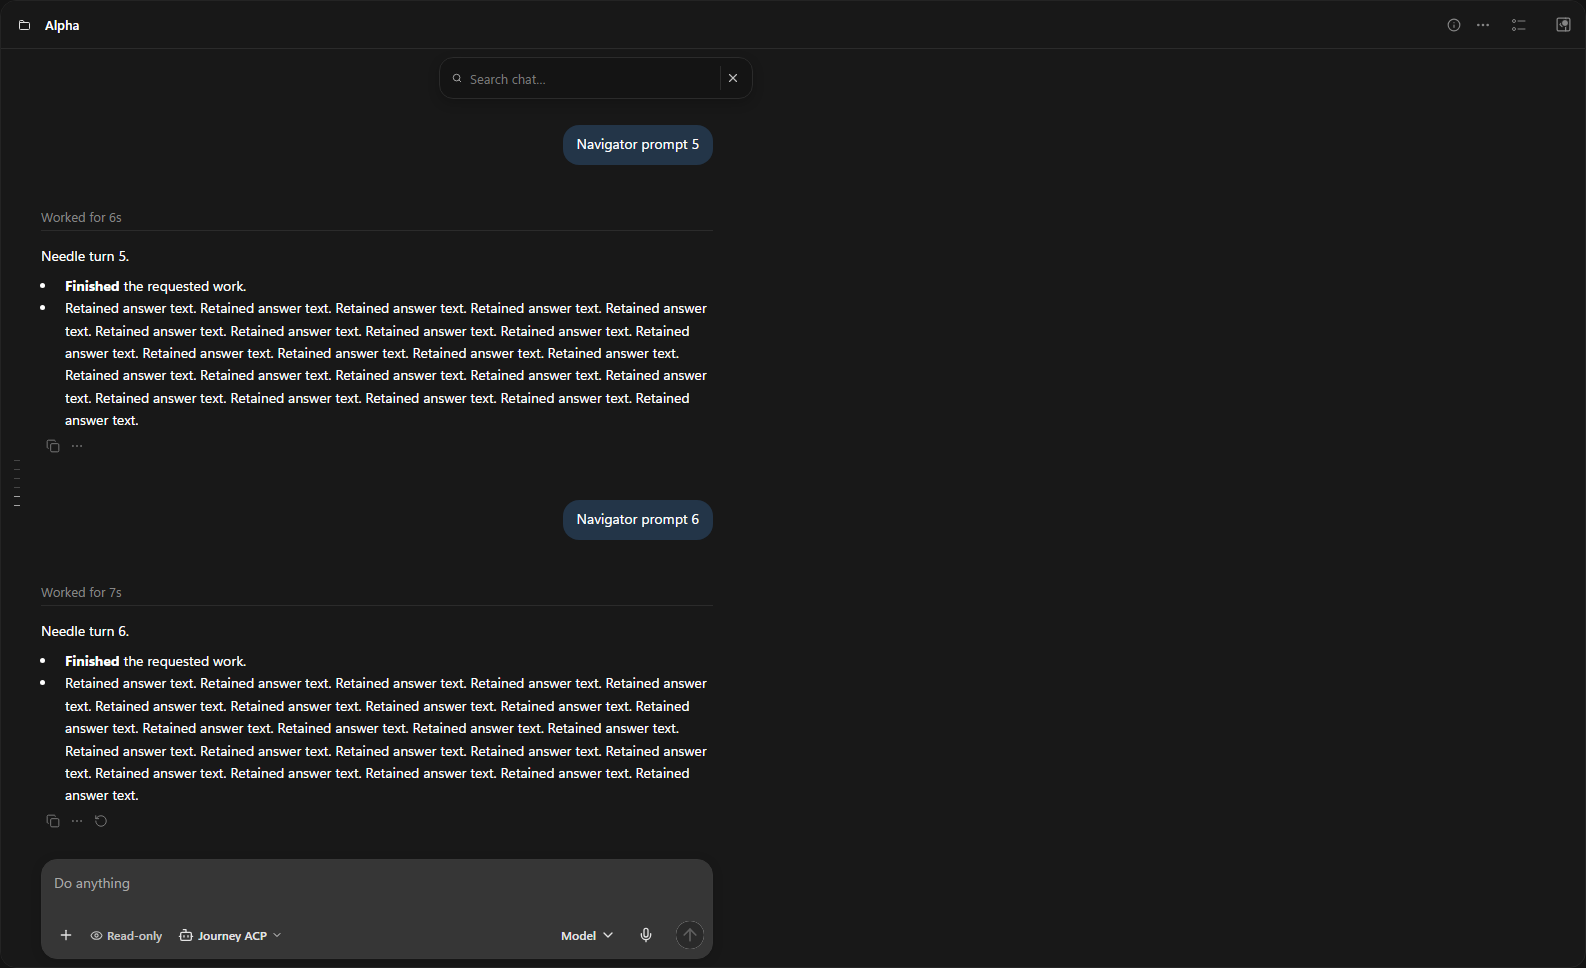 Alpha
Search chat...
Navigator prompt 5
Worked for 6s
Needle turn 5.
Finished the requested work.
Retained answer text. Retained answer text. Retained answer text. Retained answer text. Retained answer
text. Retained answer text. Retained answer text. Retained answer text. Retained answer text. Retained
answer text. Retained answer text. Retained answer text. Retained answer text. Retained answer text.
Retained answer text. Retained answer text. Retained answer text. Retained answer text. Retained answer
text. Retained answer text. Retained answer text. Retained answer text. Retained answer text. Retained
answer text.
Navigator prompt 6
Worked for 7s
Needle turn 6.
Finished the requested work.
Retained answer text. Retained answer text. Retained answer text. Retained answer text. Retained answer
text. Retained answer text. Retained answer text. Retained answer text. Retained answer text. Retained
answer text. Retained answer text. Retained answer text. Retained answer text. Retained answer text.
Retained answer text. Retained answer text. Retained answer text. Retained answer text. Retained answer
text. Retained answer text. Retained answer text. Retained answer text. Retained answer text. Retained
answer text.
Do anything
Read-only Journey ACP Model